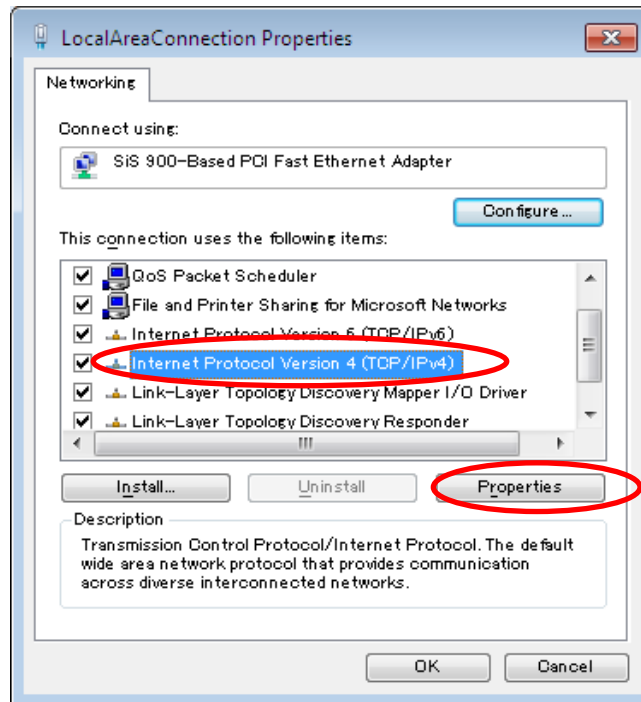 LocalAreaConnection Properties
Networking
Connect using:
SiS 900-Based PCI Fast Ethernet Adapter
Configure...
This connection uses the following items:
QoS Packet Scheduler
File and Printer Sharing for Microsoft Networks
Internet Protocol Version 6 (TCP/IPv6)
Internet Protocol Version 4 (TCP/IPv4)
Link-Layer Topology Discovery Mapper I/O Driver
Link-Layer Topology Discovery Responder
Install...
Uninstall
Properties
Description
Transmission Control Protocol/Internet Protocol. The default
wide area network protocol that provides communication
across diverse interconnected networks.
OK
Cancel